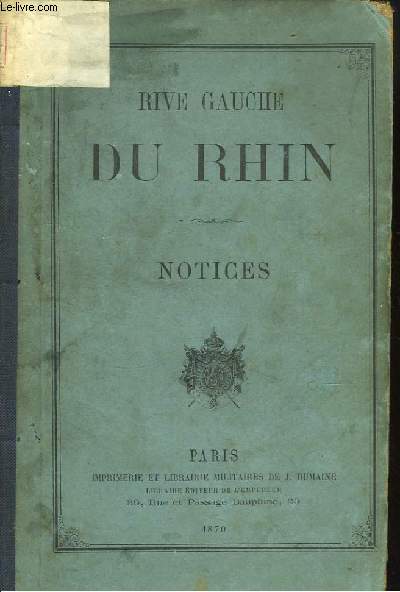 Le-livre.com
RIVE GAUCHE
DU RHIN
NOTICES
PARIS
IMPRIMERIE ET LIBRAIRIE MILITAIRES DE J. DUMAINE
LIBRAIRE ÉDITEUR DE L'EMPEREUR
Rue et Passage Dauphine, 30
1870